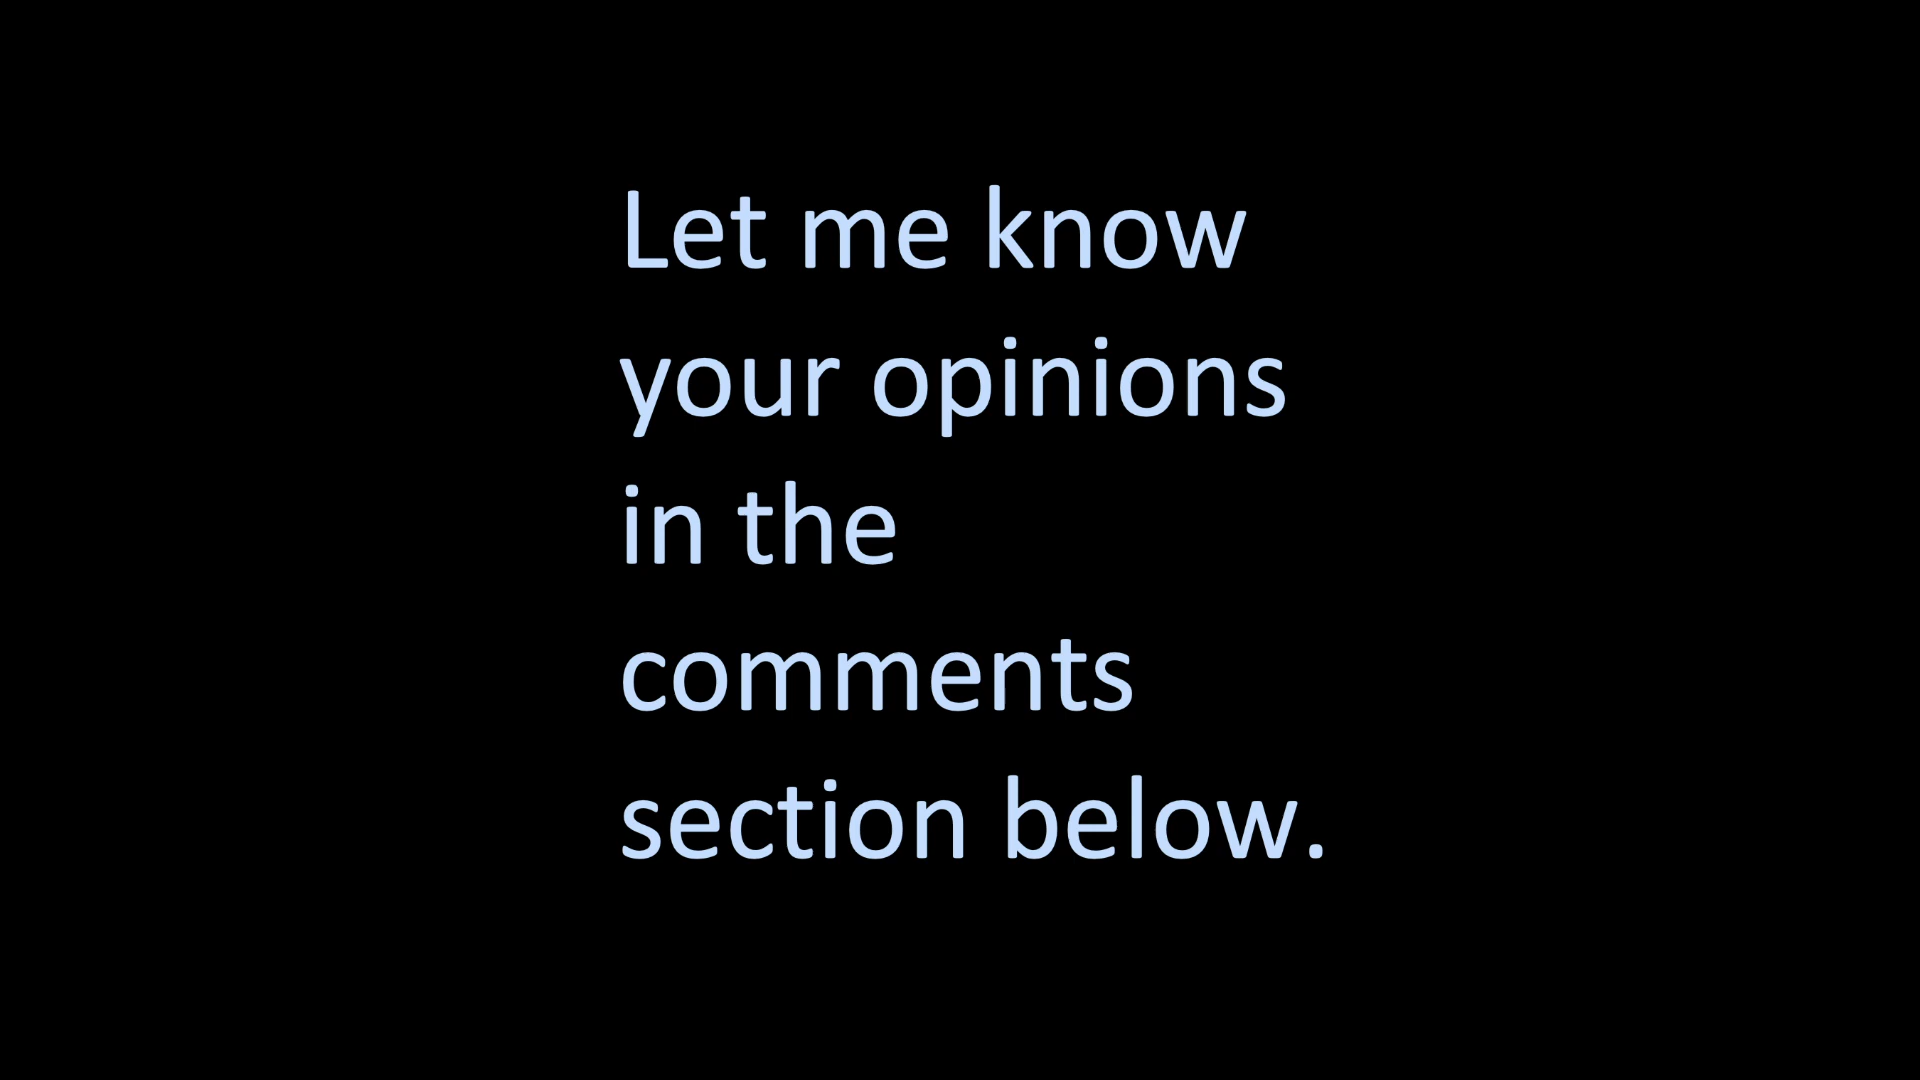 Let me know
your opinions
in the
comments
section below.